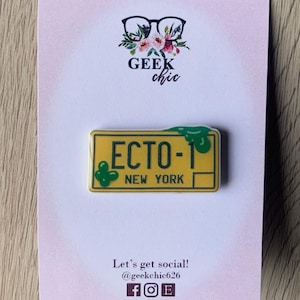 GEEK
chic
ECTO-1
NEW YORK
Let's get social!
@geekchic626